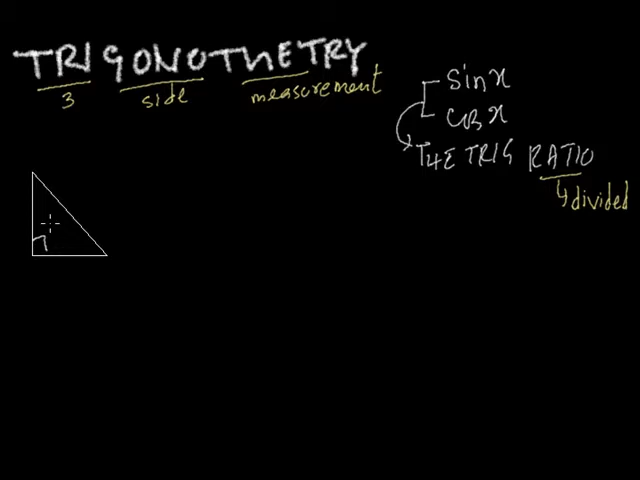 TRIGONOMETRY
3 side measurement
Sin x
cos x
THE TRIG RATIO
divided